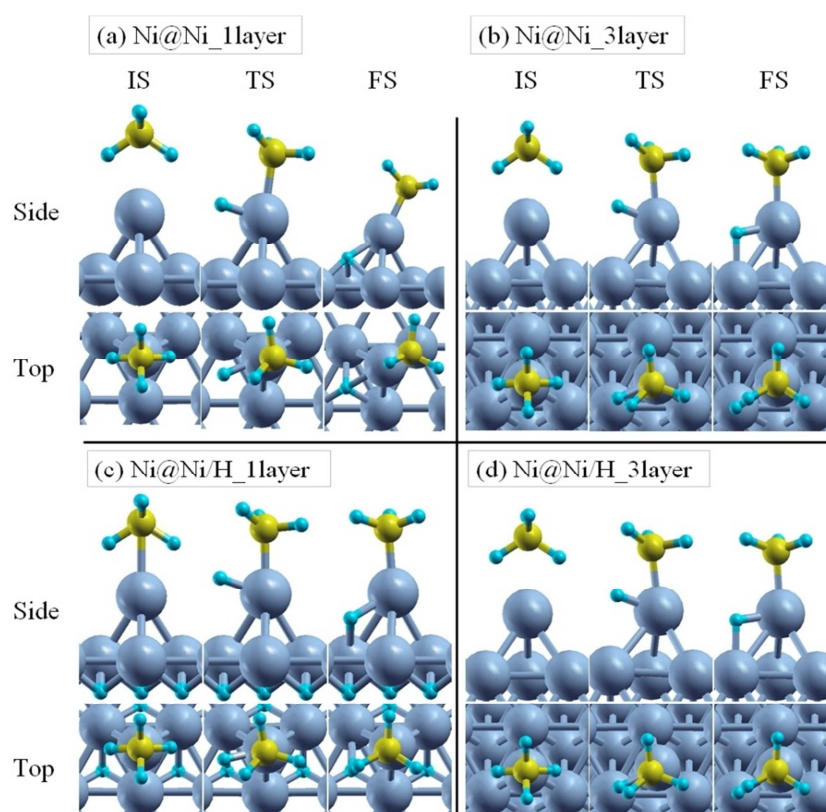 (a) Ni@Ni_1layer
(b) Ni@Ni_3layer
IS TS FS IS TS FS
Side
Top
(c) Ni@Ni/H_1layer
(d) Ni@Ni/H_3layer
Side
Top